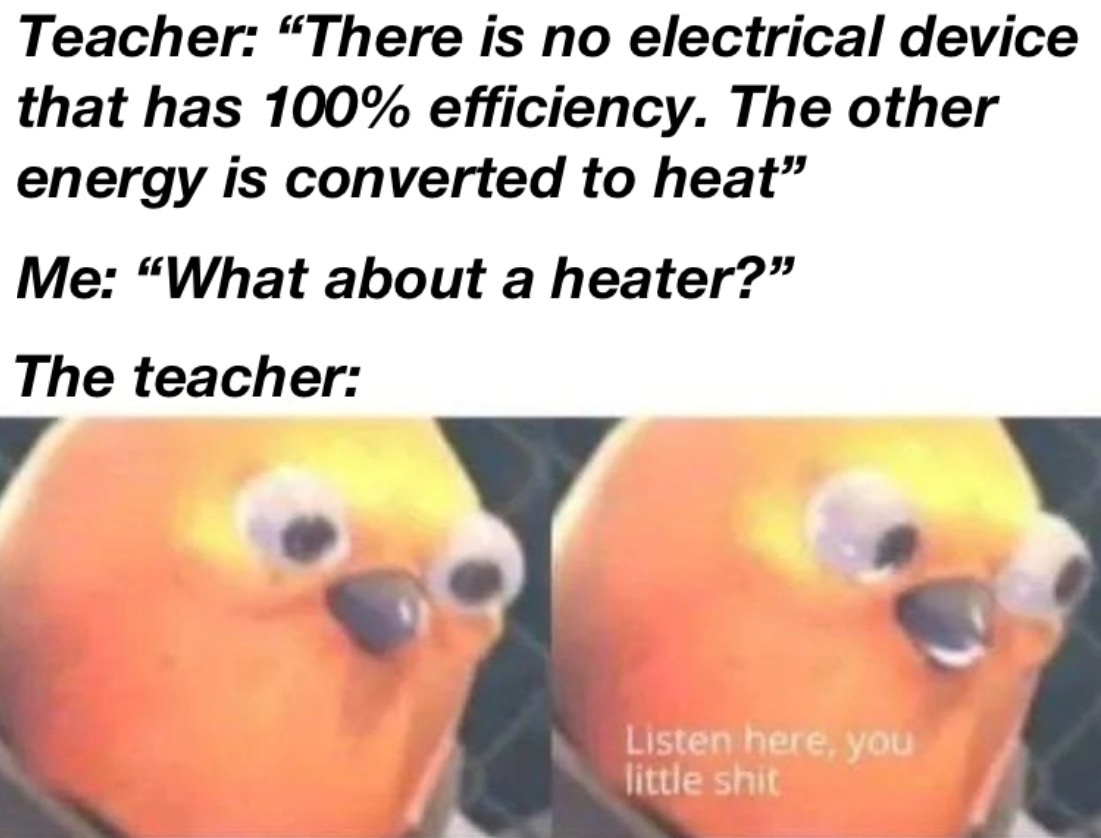 Teacher: “There is no electrical device
that has 100% efficiency. The other
energy is converted to heat”
Me: “What about a heater?”
The teacher:
Listen here, you
little shit